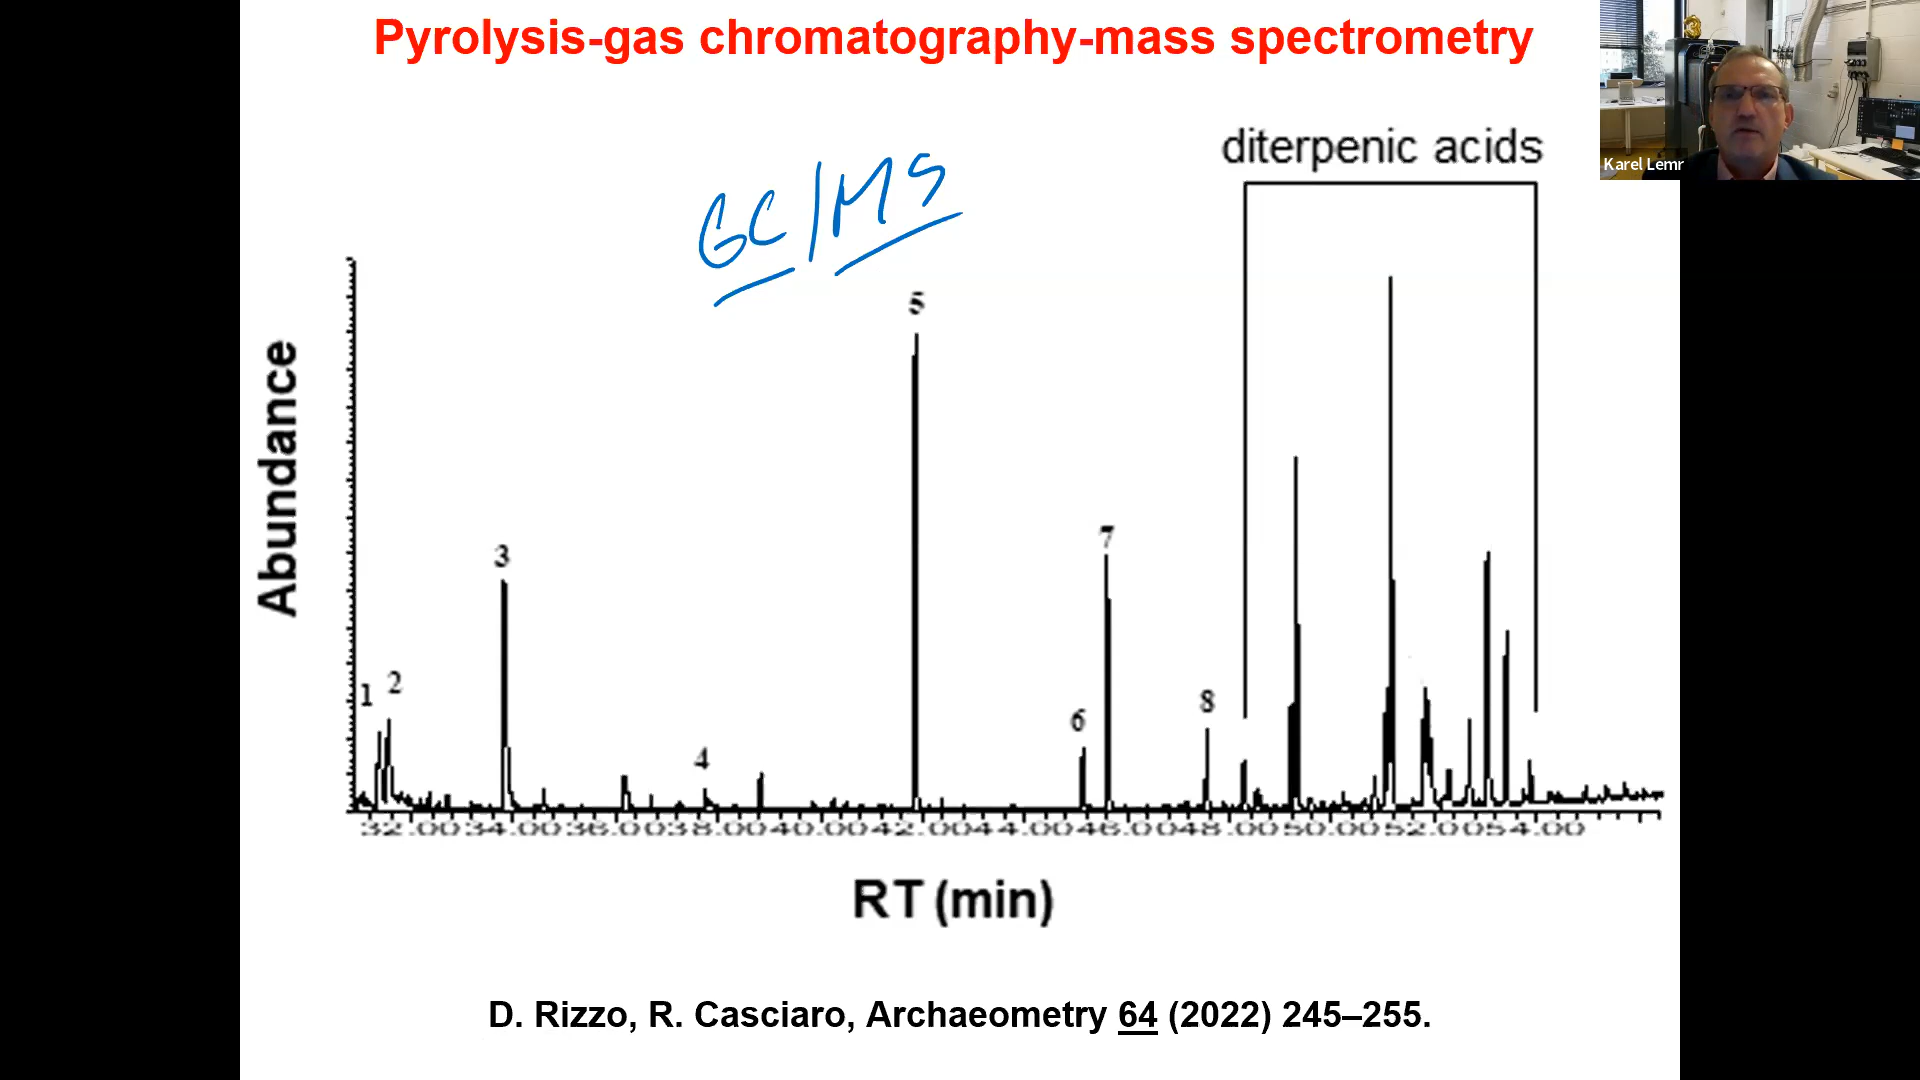 Pyrolysis-gas chromatography-mass spectrometry
Karel Lemr
diterpenic acids
GC/MS
Abundance
1
2
3
4
5
6
7
8
32.00 34.00 36.00 38.00 40.00 42.00 44.00 46.00 48.00 50.00 52.00 54.00
RT (min)
D. Rizzo, R. Casciaro, Archaeometry 64 (2022) 245–255.